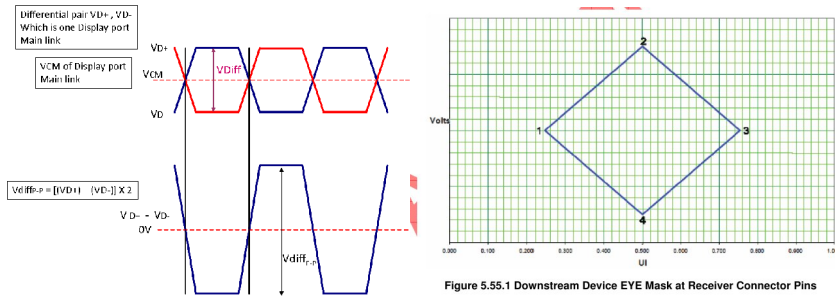 Differential pair VD+ , VD-
Which is one Display port
Main link
VCM of Display port
Main link
VD+
VCM
VD
VDiff
VdiffP-P = [(VD+) (VD-)] X 2
VD- - VD-
0V
VdiffP-P
2
Volts
1
3
4
0.000 0.100 0.200 0.300 0.400 0.500 0.600 0.700 0.800 0.900 1.0
UI
Figure 5.55.1 Downstream Device EYE Mask at Receiver Connector Pins